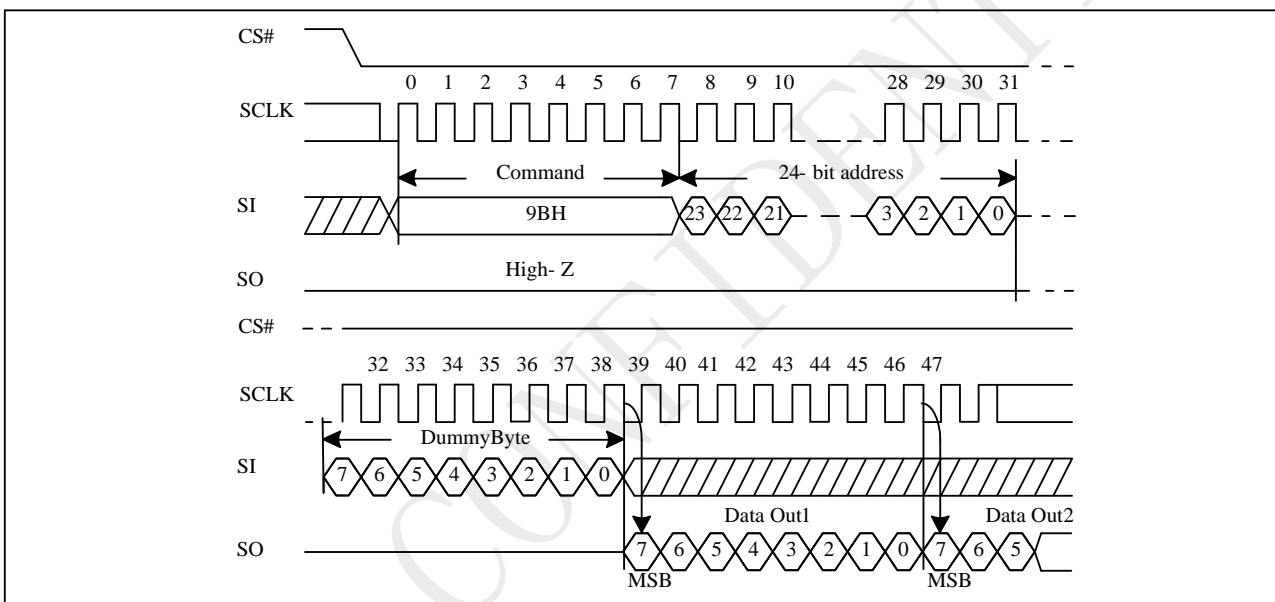 CS#
0 1 2 3 4 5 6 7 8 9 10 28 29 30 31
SCLK
Command 24- bit address
SI 9BH 23 22 21 3 2 1 0
High- Z
SO
CS#
32 33 34 35 36 37 38 39 40 41 42 43 44 45 46 47
SCLK
DummyByte
SI 7 6 5 4 3 2 1 0
Data Out1 Data Out2
SO 7 6 5 4 3 2 1 0 7 6 5
MSB MSB
CONFIDENT